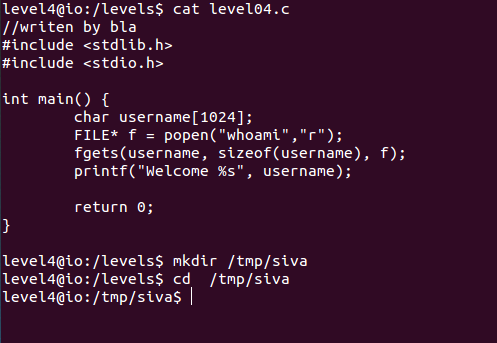 level4@io:/levels$ cat level04.c
//writen by bla
#include <stdlib.h>
#include <stdio.h>
int main() {
        char username[1024];
        FILE* f = popen("whoami","r");
        fgets(username, sizeof(username), f);
        printf("Welcome %s", username);
        return 0;
}
level4@io:/levels$ mkdir /tmp/siva
level4@io:/levels$ cd  /tmp/siva
level4@io:/tmp/siva$